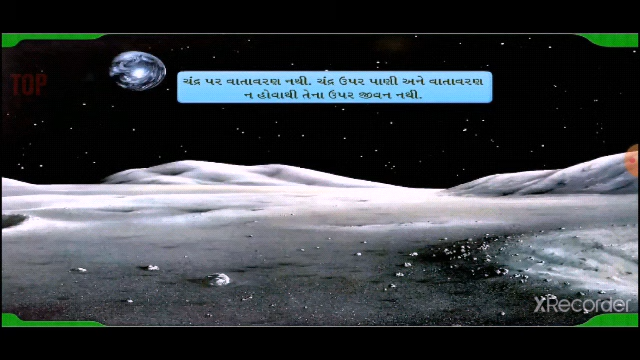 TOP
ચંદ્ર પર વાતાવરણ નથી. ચંદ્ર ઉપર પાણી અને વાતાવરણ
ન હોવાથી તેના ઉપર જીવન નથી.
XRecorder